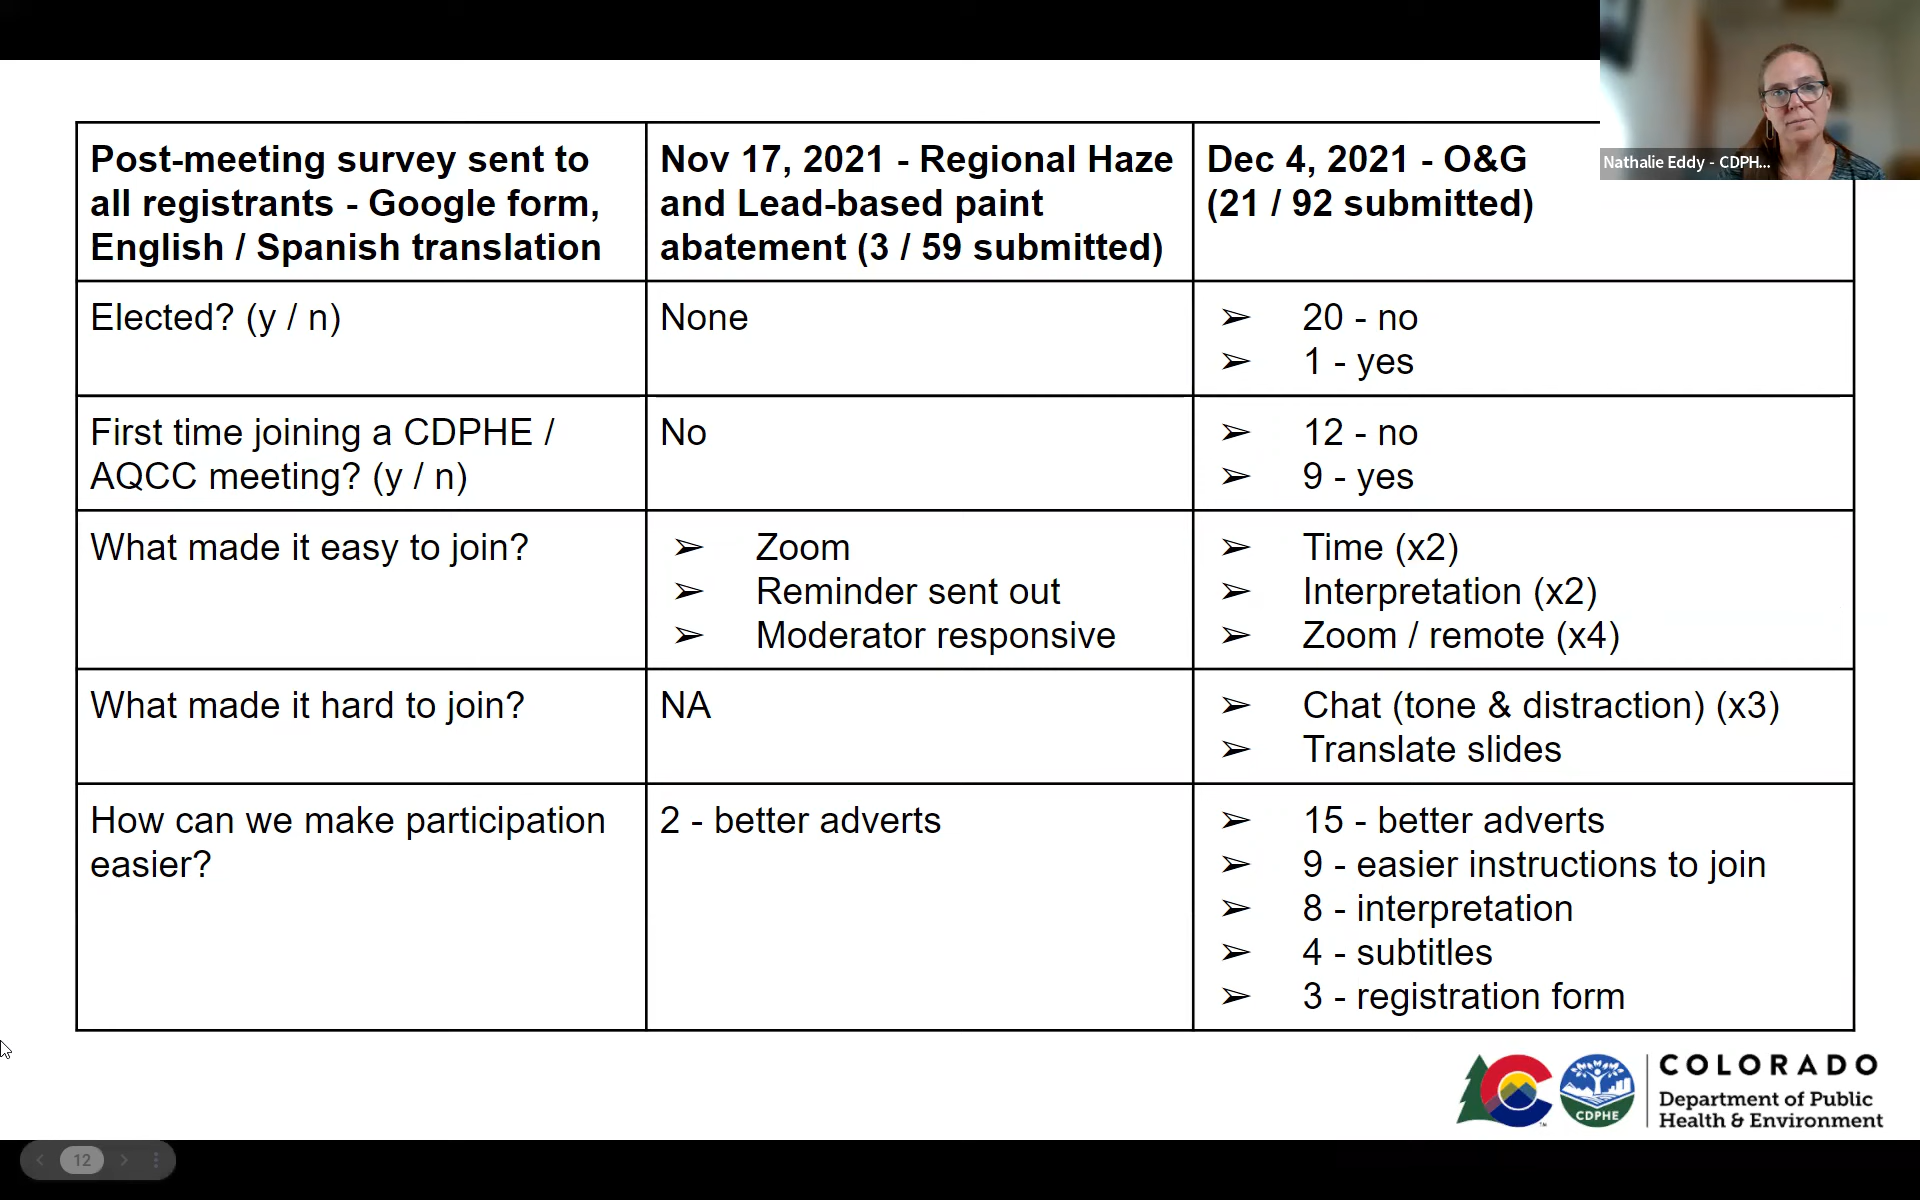 Nathalie Eddy - CDPH...
Post-meeting survey sent to
all registrants - Google form,
English / Spanish translation
Nov 17, 2021 - Regional Haze
and Lead-based paint
abatement (3 / 59 submitted)
Dec 4, 2021 - O&G
(21 / 92 submitted)
Elected? (y / n)
None
➢ 20 - no
➢ 1 - yes
First time joining a CDPHE /
AQCC meeting? (y / n)
No
➢ 12 - no
➢ 9 - yes
What made it easy to join?
➢ Zoom
➢ Reminder sent out
➢ Moderator responsive
➢ Time (x2)
➢ Interpretation (x2)
➢ Zoom / remote (x4)
What made it hard to join?
NA
➢ Chat (tone & distraction) (x3)
➢ Translate slides
How can we make participation
easier?
2 - better adverts
➢ 15 - better adverts
➢ 9 - easier instructions to join
➢ 8 - interpretation
➢ 4 - subtitles
➢ 3 - registration form
CDPHE
COLORADO
Department of Public
Health & Environment
TM
12